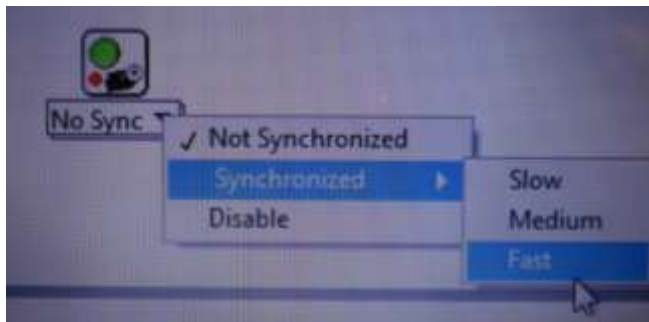 No Sync
✓ Not Synchronized
Synchronized
Disable
Slow
Medium
Fast